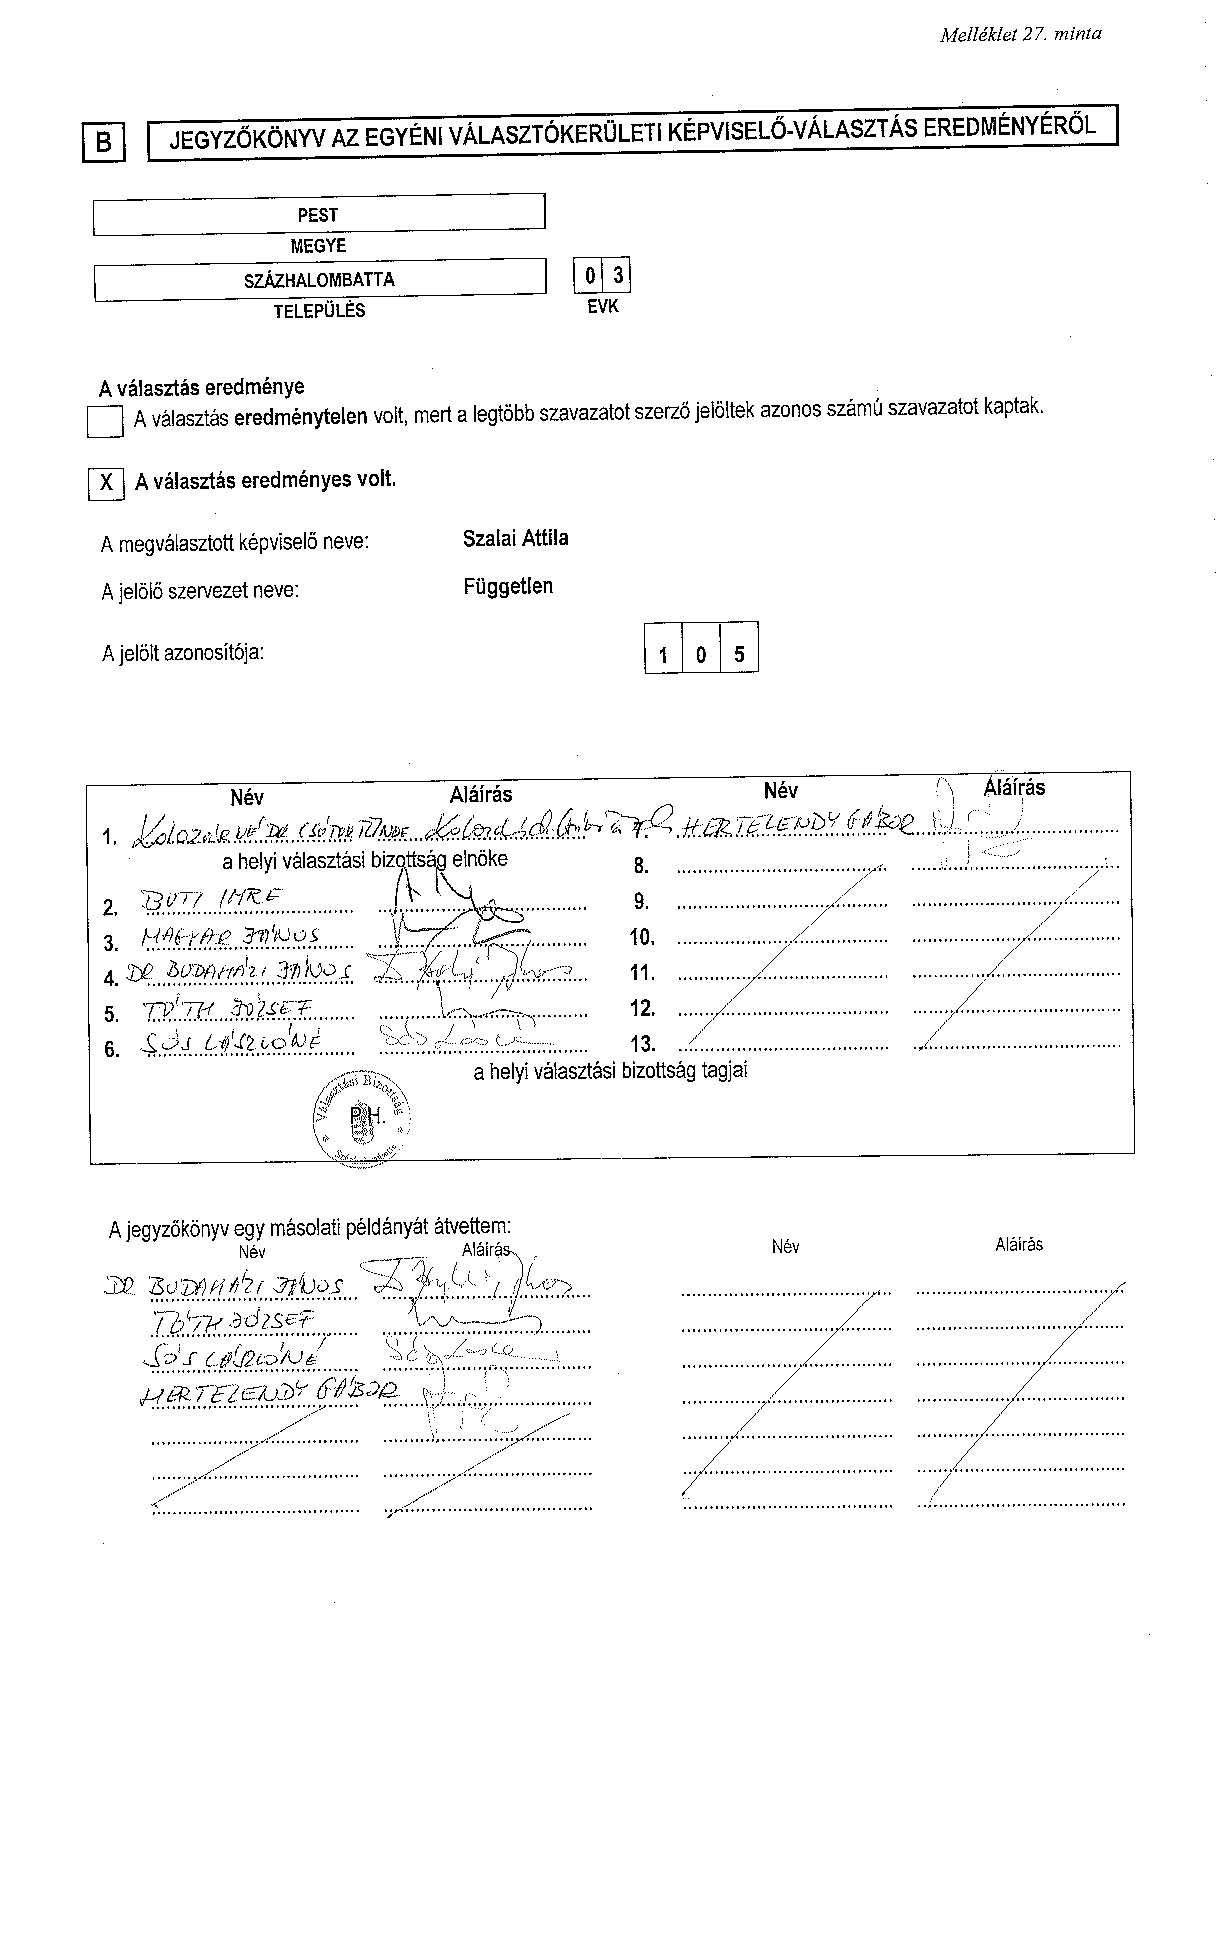 Melléklet 27. minta
B JEGYZŐKÖNYV AZ EGYÉNI VÁLASZTÓKERÜLETI KÉPVISELŐ-VÁLASZTÁS EREDMÉNYÉRŐL
PEST
MEGYE
SZÁZHALOMBATTA 0 3
TELEPÜLÉS EVK
A választás eredménye
A választás eredménytelen volt, mert a legtöbb szavazatot szerző jelöltek azonos számú szavazatot kaptak.
X A választás eredményes volt.
A megválasztott képviselő neve: Szalai Attila
A jelölő szervezet neve: Független
A jelölt azonosítója: 1 0 5
Név Aláírás Név Aláírás
1. DR CSÓTÁR TÜNDE 7. HERTELENDY GÁBOR
a helyi választási bizottság elnöke 8.
2. BUTI IMRE 9.
3. MAGYAR JÁNOS 10.
4. DR BUDAHÁZI JÁNOS 11.
5. TÓTH JÓZSEF 12.
6. SÓS LÁSZLÓNÉ 13.
a helyi választási bizottság tagjai
Választási Bizottság
P.H.
A jegyzőkönyv egy másolati példányát átvettem:
Név Aláírás Név Aláírás
DR BUDAHÁZI JÁNOS
TÓTH JÓZSEF
SÓS LÁSZLÓNÉ
HERTELENDY GÁBOR